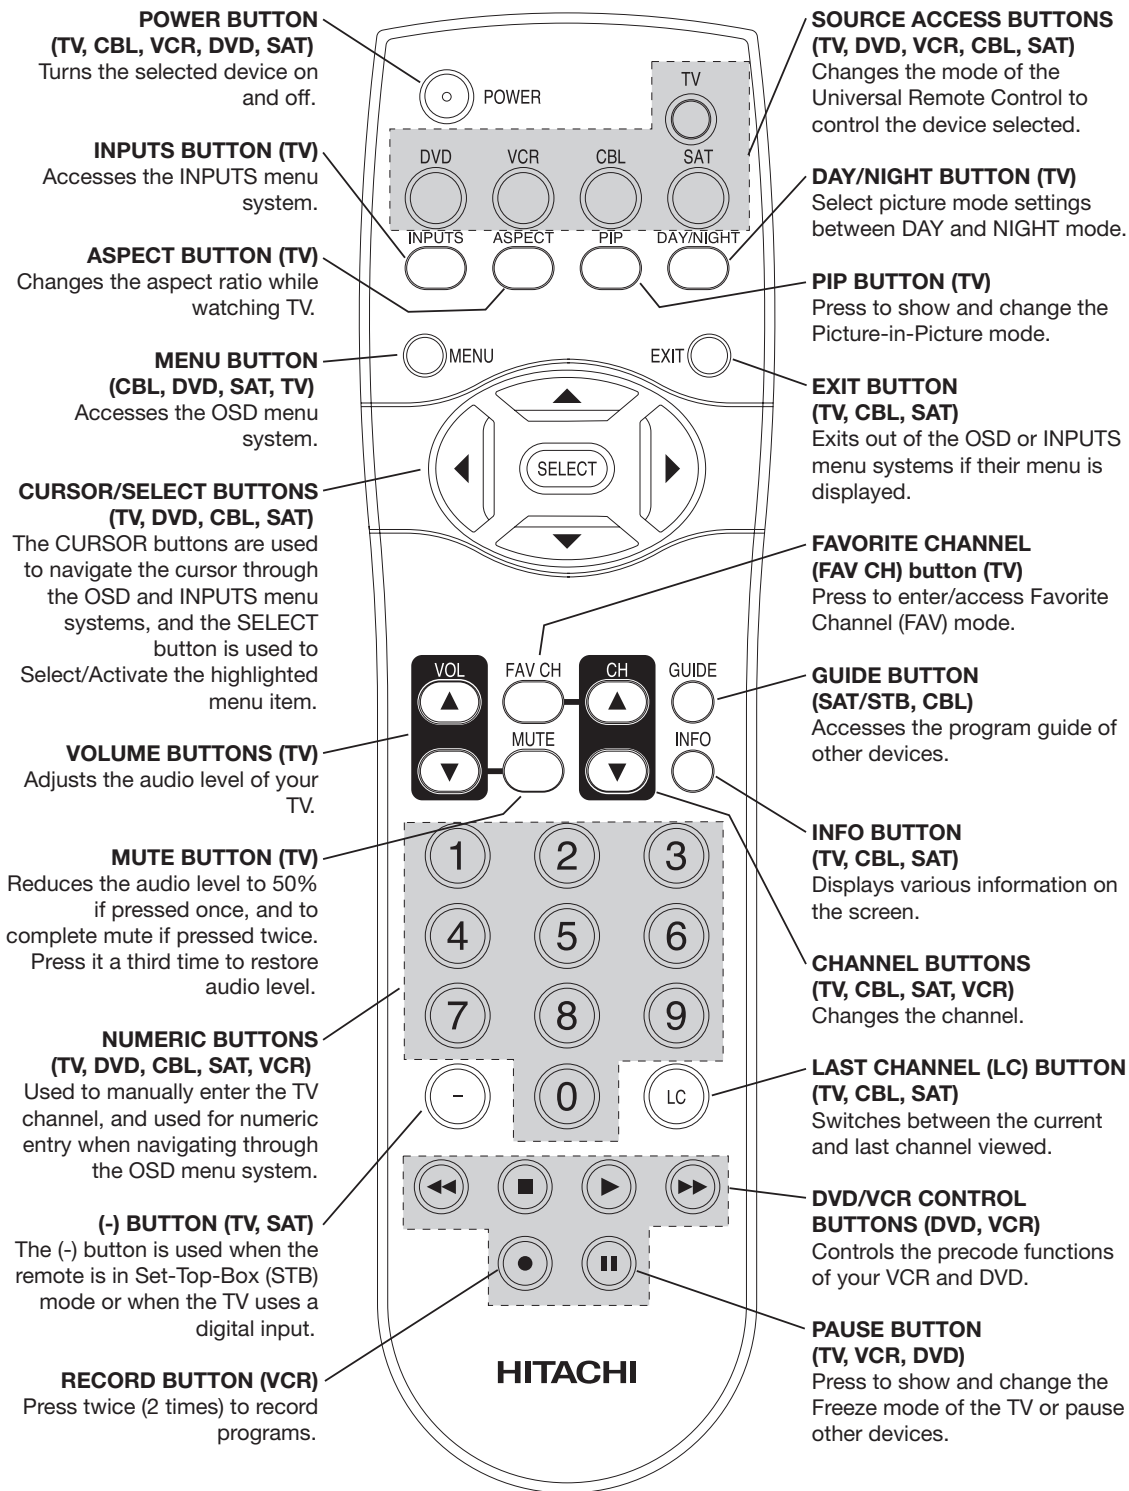 POWER BUTTON
(TV, CBL, VCR, DVD, SAT)
Turns the selected device on
and off.
INPUTS BUTTON (TV)
Accesses the INPUTS menu
system.
ASPECT BUTTON (TV)
Changes the aspect ratio while
watching TV.
MENU BUTTON
(CBL, DVD, SAT, TV)
Accesses the OSD menu
system.
CURSOR/SELECT BUTTONS
(TV, DVD, CBL, SAT)
The CURSOR buttons are used
to navigate the cursor through
the OSD and INPUTS menu
systems, and the SELECT
button is used to
Select/Activate the highlighted
menu item.
VOLUME BUTTONS (TV)
Adjusts the audio level of your
TV.
MUTE BUTTON (TV)
Reduces the audio level to 50%
if pressed once, and to
complete mute if pressed twice.
Press it a third time to restore
audio level.
NUMERIC BUTTONS
(TV, DVD, CBL, SAT, VCR)
Used to manually enter the TV
channel, and used for numeric
entry when navigating through
the OSD menu system.
(-) BUTTON (TV, SAT)
The (-) button is used when the
remote is in Set-Top-Box (STB)
mode or when the TV uses a
digital input.
RECORD BUTTON (VCR)
Press twice (2 times) to record
programs.
POWER
TV
DVD VCR CBL SAT
INPUTS ASPECT PIP DAY/NIGHT
MENU EXIT
SELECT
VOL FAV CH CH GUIDE
MUTE INFO
1 2 3
4 5 6
7 8 9
- 0 LC
HITACHI
SOURCE ACCESS BUTTONS
(TV, DVD, VCR, CBL, SAT)
Changes the mode of the
Universal Remote Control to
control the device selected.
DAY/NIGHT BUTTON (TV)
Select picture mode settings
between DAY and NIGHT mode.
PIP BUTTON (TV)
Press to show and change the
Picture-in-Picture mode.
EXIT BUTTON
(TV, CBL, SAT)
Exits out of the OSD or INPUTS
menu systems if their menu is
displayed.
FAVORITE CHANNEL
(FAV CH) button (TV)
Press to enter/access Favorite
Channel (FAV) mode.
GUIDE BUTTON
(SAT/STB, CBL)
Accesses the program guide of
other devices.
INFO BUTTON
(TV, CBL, SAT)
Displays various information on
the screen.
CHANNEL BUTTONS
(TV, CBL, SAT, VCR)
Changes the channel.
LAST CHANNEL (LC) BUTTON
(TV, CBL, SAT)
Switches between the current
and last channel viewed.
DVD/VCR CONTROL
BUTTONS (DVD, VCR)
Controls the precode functions
of your VCR and DVD.
PAUSE BUTTON
(TV, VCR, DVD)
Press to show and change the
Freeze mode of the TV or pause
other devices.